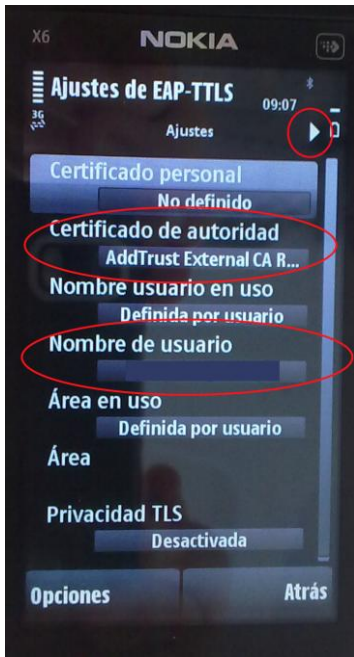 X6 NOKIA
Ajustes de EAP-TTLS
09:07
3G
Ajustes
Certificado personal
No definido
Certificado de autoridad
AddTrust External CA R...
Nombre usuario en uso
Definida por usuario
Nombre de usuario
Área en uso
Definida por usuario
Área
Privacidad TLS
Desactivada
Opciones Atrás